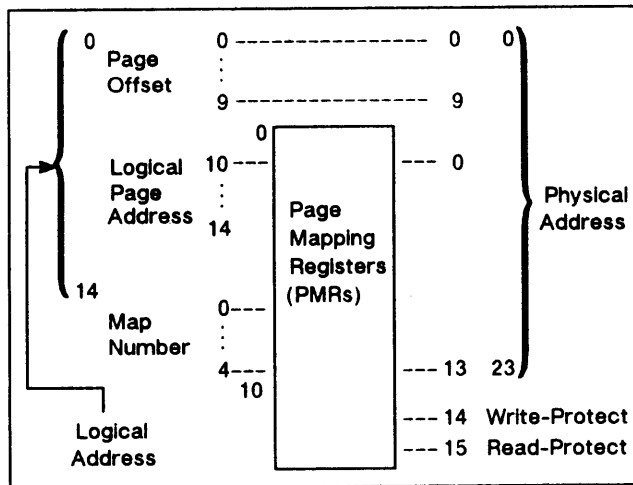 0 0 ------------------- 0 0
Page
Offset
9 ------------------- 9
0
Logical 10 --- --- 0
Page
Address
14
Page
Mapping
Registers
(PMRs)
Physical
Address
14
0---
Map
Number
4--- --- 13 23
10
--- 14 Write-Protect
Logical
Address
--- 15 Read-Protect